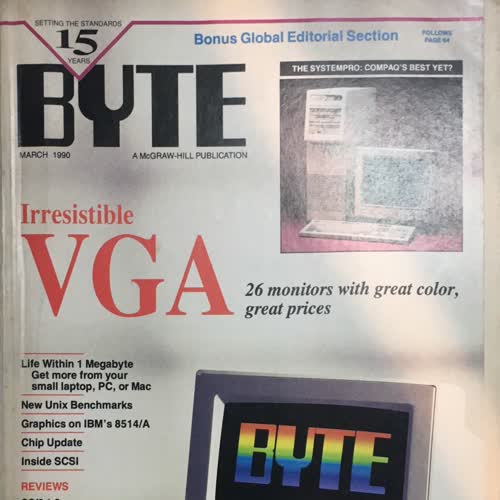 SETTING THE STANDARDS
15
YEARS
Bonus Global Editorial Section
FOLLOWS
PAGE 64
THE SYSTEMPRO: COMPAQ'S BEST YET?
BYTE
MARCH 1990
A McGRAW-HILL PUBLICATION
Irresistible
VGA
26 monitors with great color,
great prices
Life Within 1 Megabyte
Get more from your
small laptop, PC, or Mac
New Unix Benchmarks
Graphics on IBM's 8514/A
Chip Update
Inside SCSI
BYTE
REVIEWS